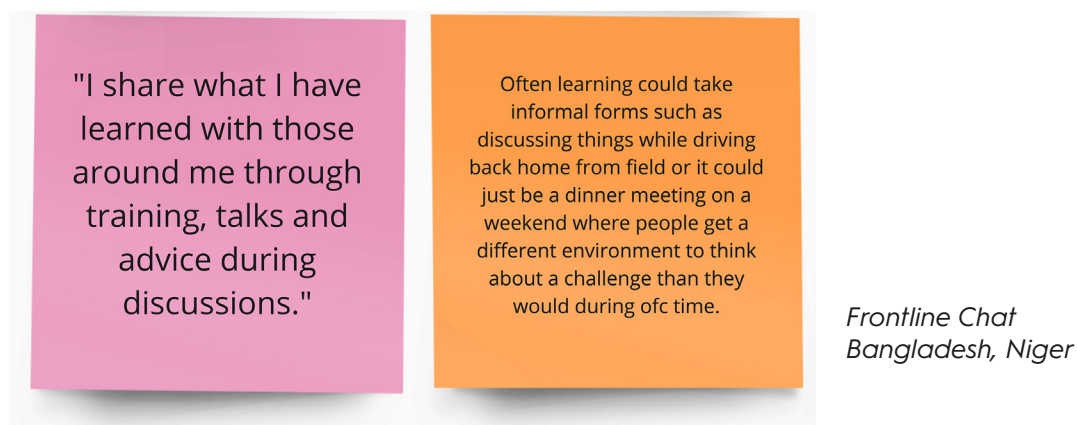 "I share what I have
learned with those
around me through
training, talks and
advice during
discussions."
Often learning could take
informal forms such as
discussing things while driving
back home from field or it could
just be a dinner meeting on a
weekend where people get a
different environment to think
about a challenge than they
would during ofc time.
Frontline Chat
Bangladesh, Niger